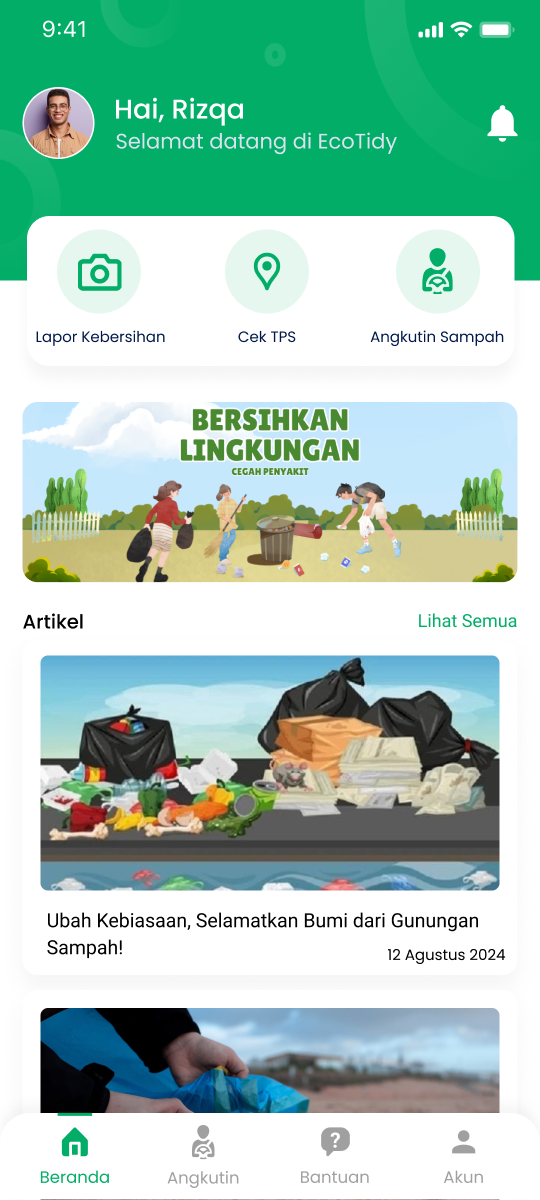 9:41
Hai, Rizqa
Selamat datang di EcoTidy
Lapor Kebersihan
Cek TPS
Angkutin Sampah
BERSIHKAN
LINGKUNGAN
CEGAH PENYAKIT
Artikel
Lihat Semua
Ubah Kebiasaan, Selamatkan Bumi dari Gunungan
Sampah!
12 Agustus 2024
Beranda
Angkutin
Bantuan
Akun